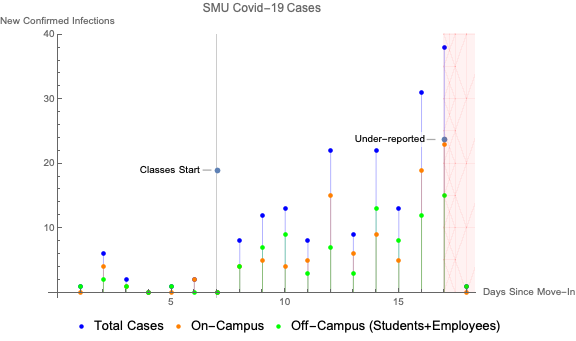 SMU Covid-19 Cases
New Confirmed Infections
40
30
Under-reported
20
Classes Start
10
5 10 15 Days Since Move-In
Total Cases On-Campus Off-Campus (Students+Employees)